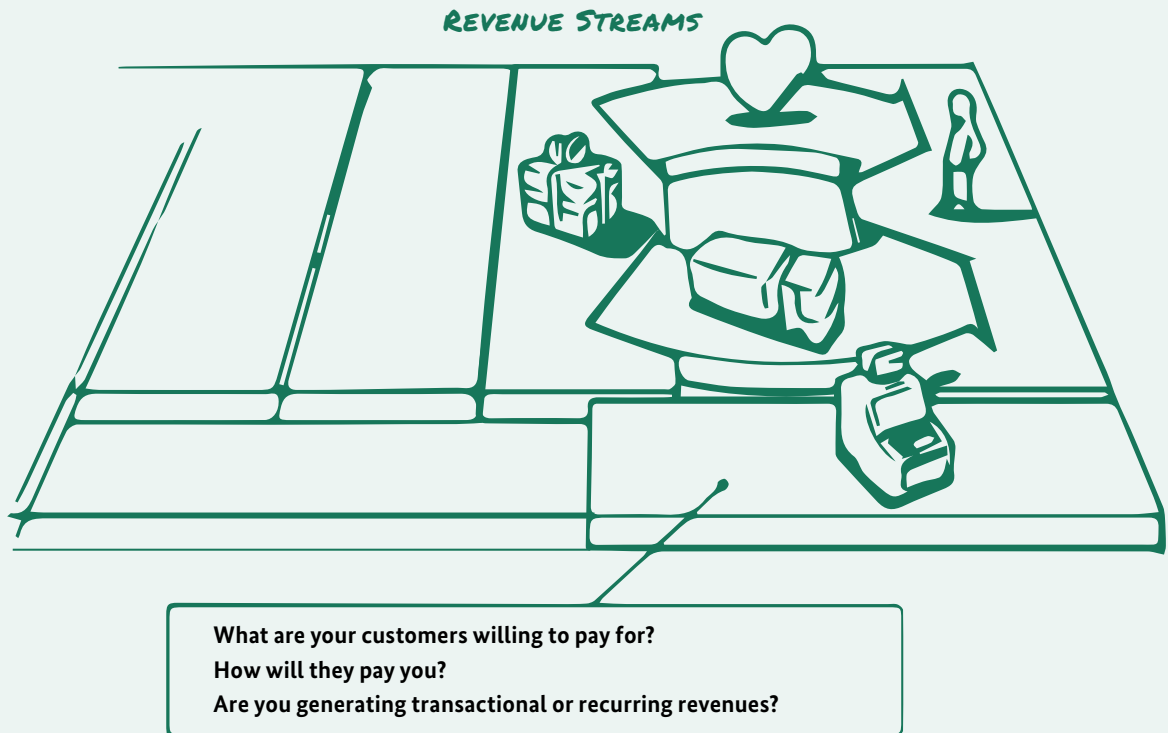 REVENUE STREAMS
What are your customers willing to pay for?
How will they pay you?
Are you generating transactional or recurring revenues?